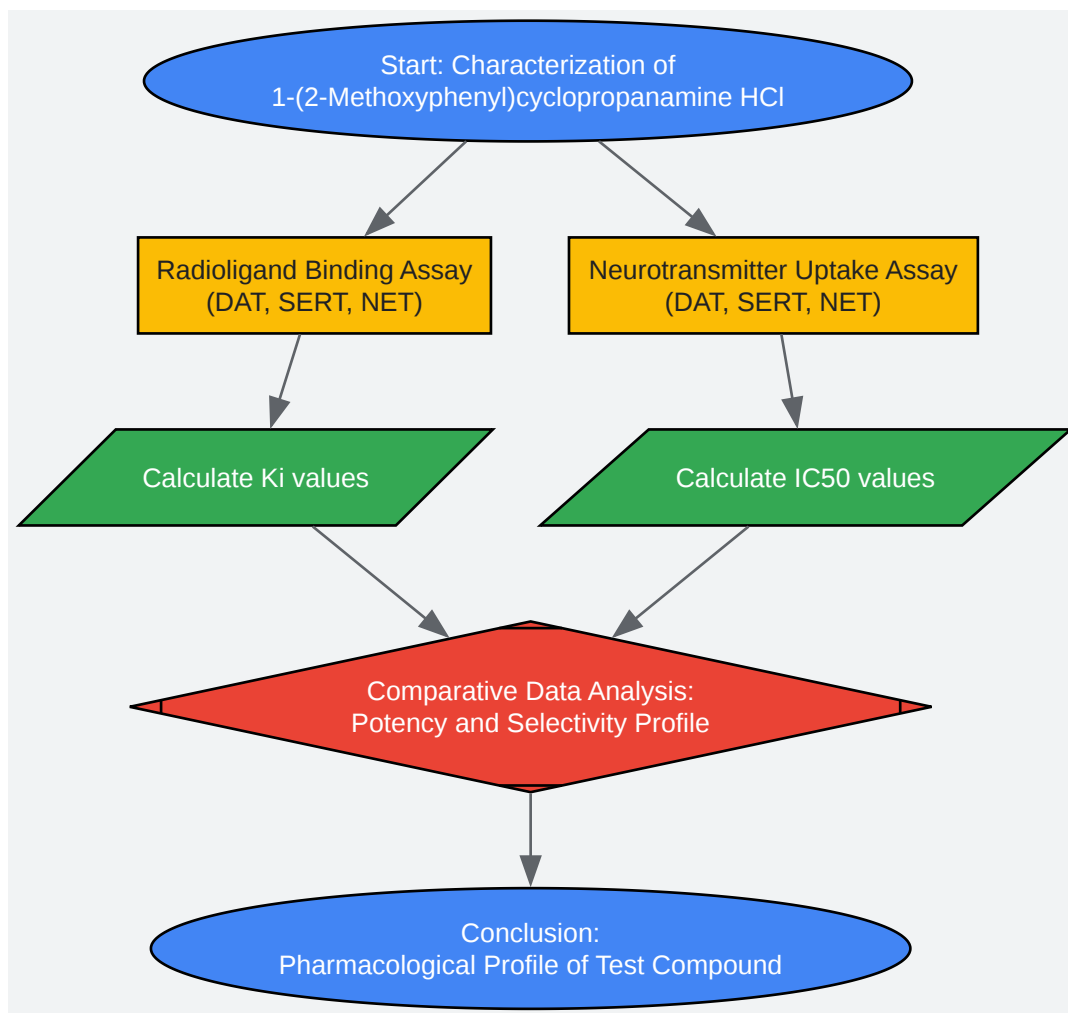 Start: Characterization of
1-(2-Methoxyphenyl)cyclopropanamine HCl
Radioligand Binding Assay
(DAT, SERT, NET)
Neurotransmitter Uptake Assay
(DAT, SERT, NET)
Calculate Ki values
Calculate IC50 values
Comparative Data Analysis:
Potency and Selectivity Profile
Conclusion:
Pharmacological Profile of Test Compound